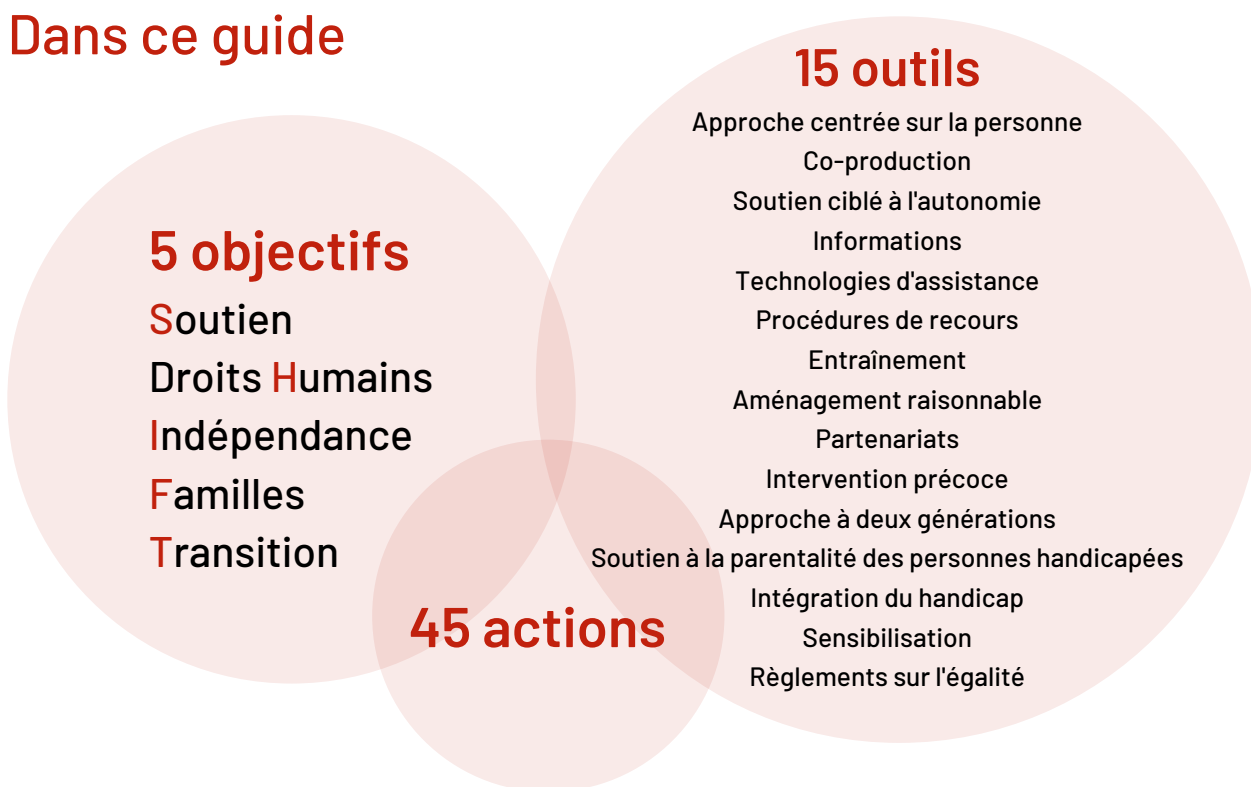 Dans ce guide
5 objectifs
Soutien
Droits Humains
Indépendance
Familles
Transition
15 outils
Approche centrée sur la personne
Co-production
Soutien ciblé à l'autonomie
Informations
Technologies d'assistance
Procédures de recours
Entraînement
Aménagement raisonnable
Partenariats
Intervention précoce
Approche à deux générations
Soutien à la parentalité des personnes handicapées
Intégration du handicap
Sensibilisation
Règlements sur l'égalité
45 actions